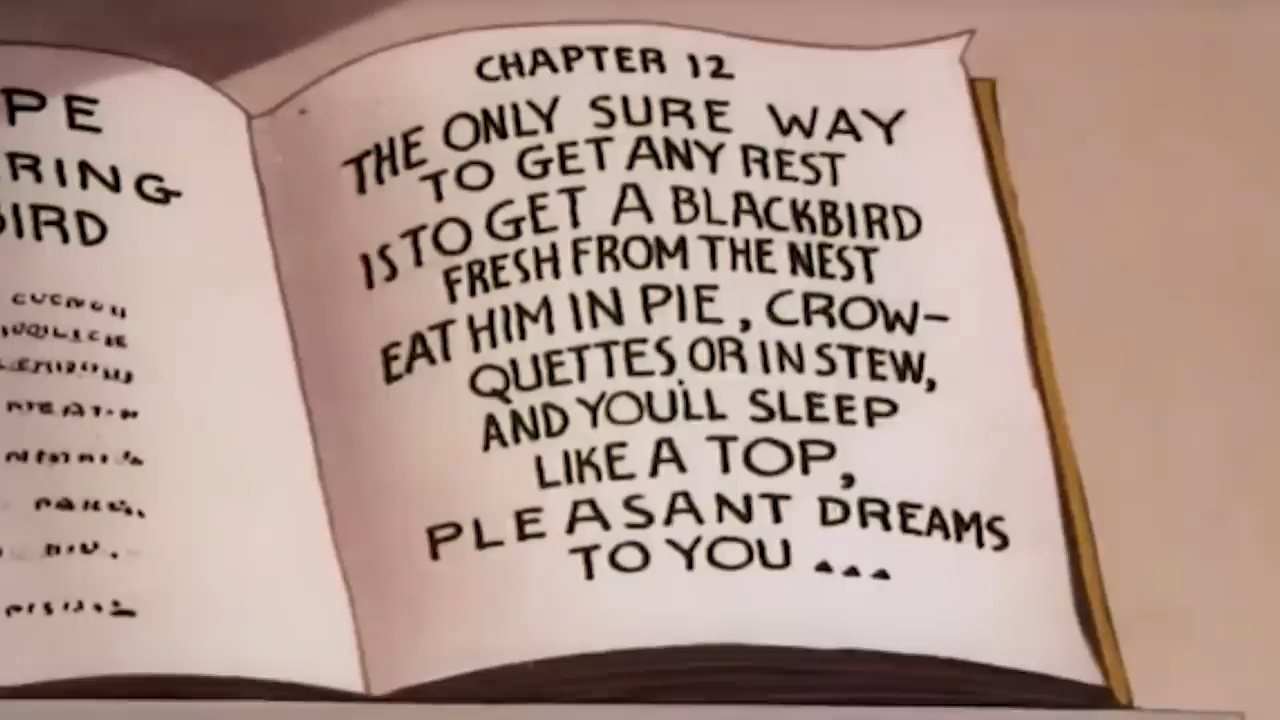 PE
RING
BIRD
CHAPTER 12
THE ONLY SURE WAY
TO GET ANY REST
IS TO GET A BLACKBIRD
FRESH FROM THE NEST
EAT HIM IN PIE, CROW-
QUETTES OR IN STEW,
AND YOU'LL SLEEP
LIKE A TOP,
PLEASANT DREAMS
TO YOU...